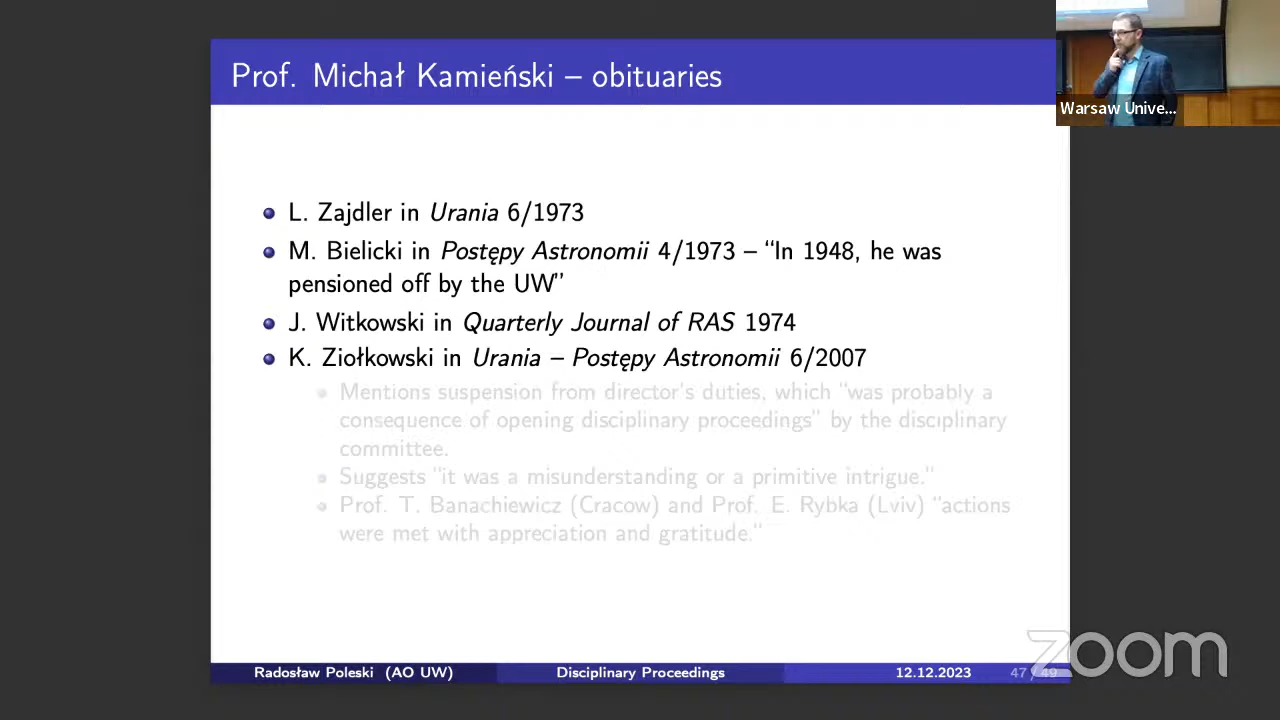 Prof. Michał Kamieński – obituaries
Warsaw Unive...
L. Zajdler in Urania 6/1973
M. Bielicki in Postępy Astronomii 4/1973 – “In 1948, he was
pensioned off by the UW”
J. Witkowski in Quarterly Journal of RAS 1974
K. Ziołkowski in Urania – Postępy Astronomii 6/2007
Mentions suspension from director's duties, which “was probably a
consequence of opening disciplinary proceedings” by the disciplinary
committee.
Suggests “it was a misunderstanding or a primitive intrigue.”
Prof. T. Banachiewicz (Cracow) and Prof. E. Rybka (Lviv) “actions
were met with appreciation and gratitude.”
Radosław Poleski (AO UW) Disciplinary Proceedings 12.12.2023 47 / 49
zoom